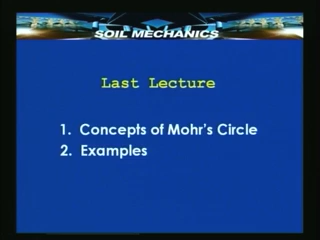 SOIL MECHANICS
Last Lecture
1. Concepts of Mohr's Circle
2. Examples